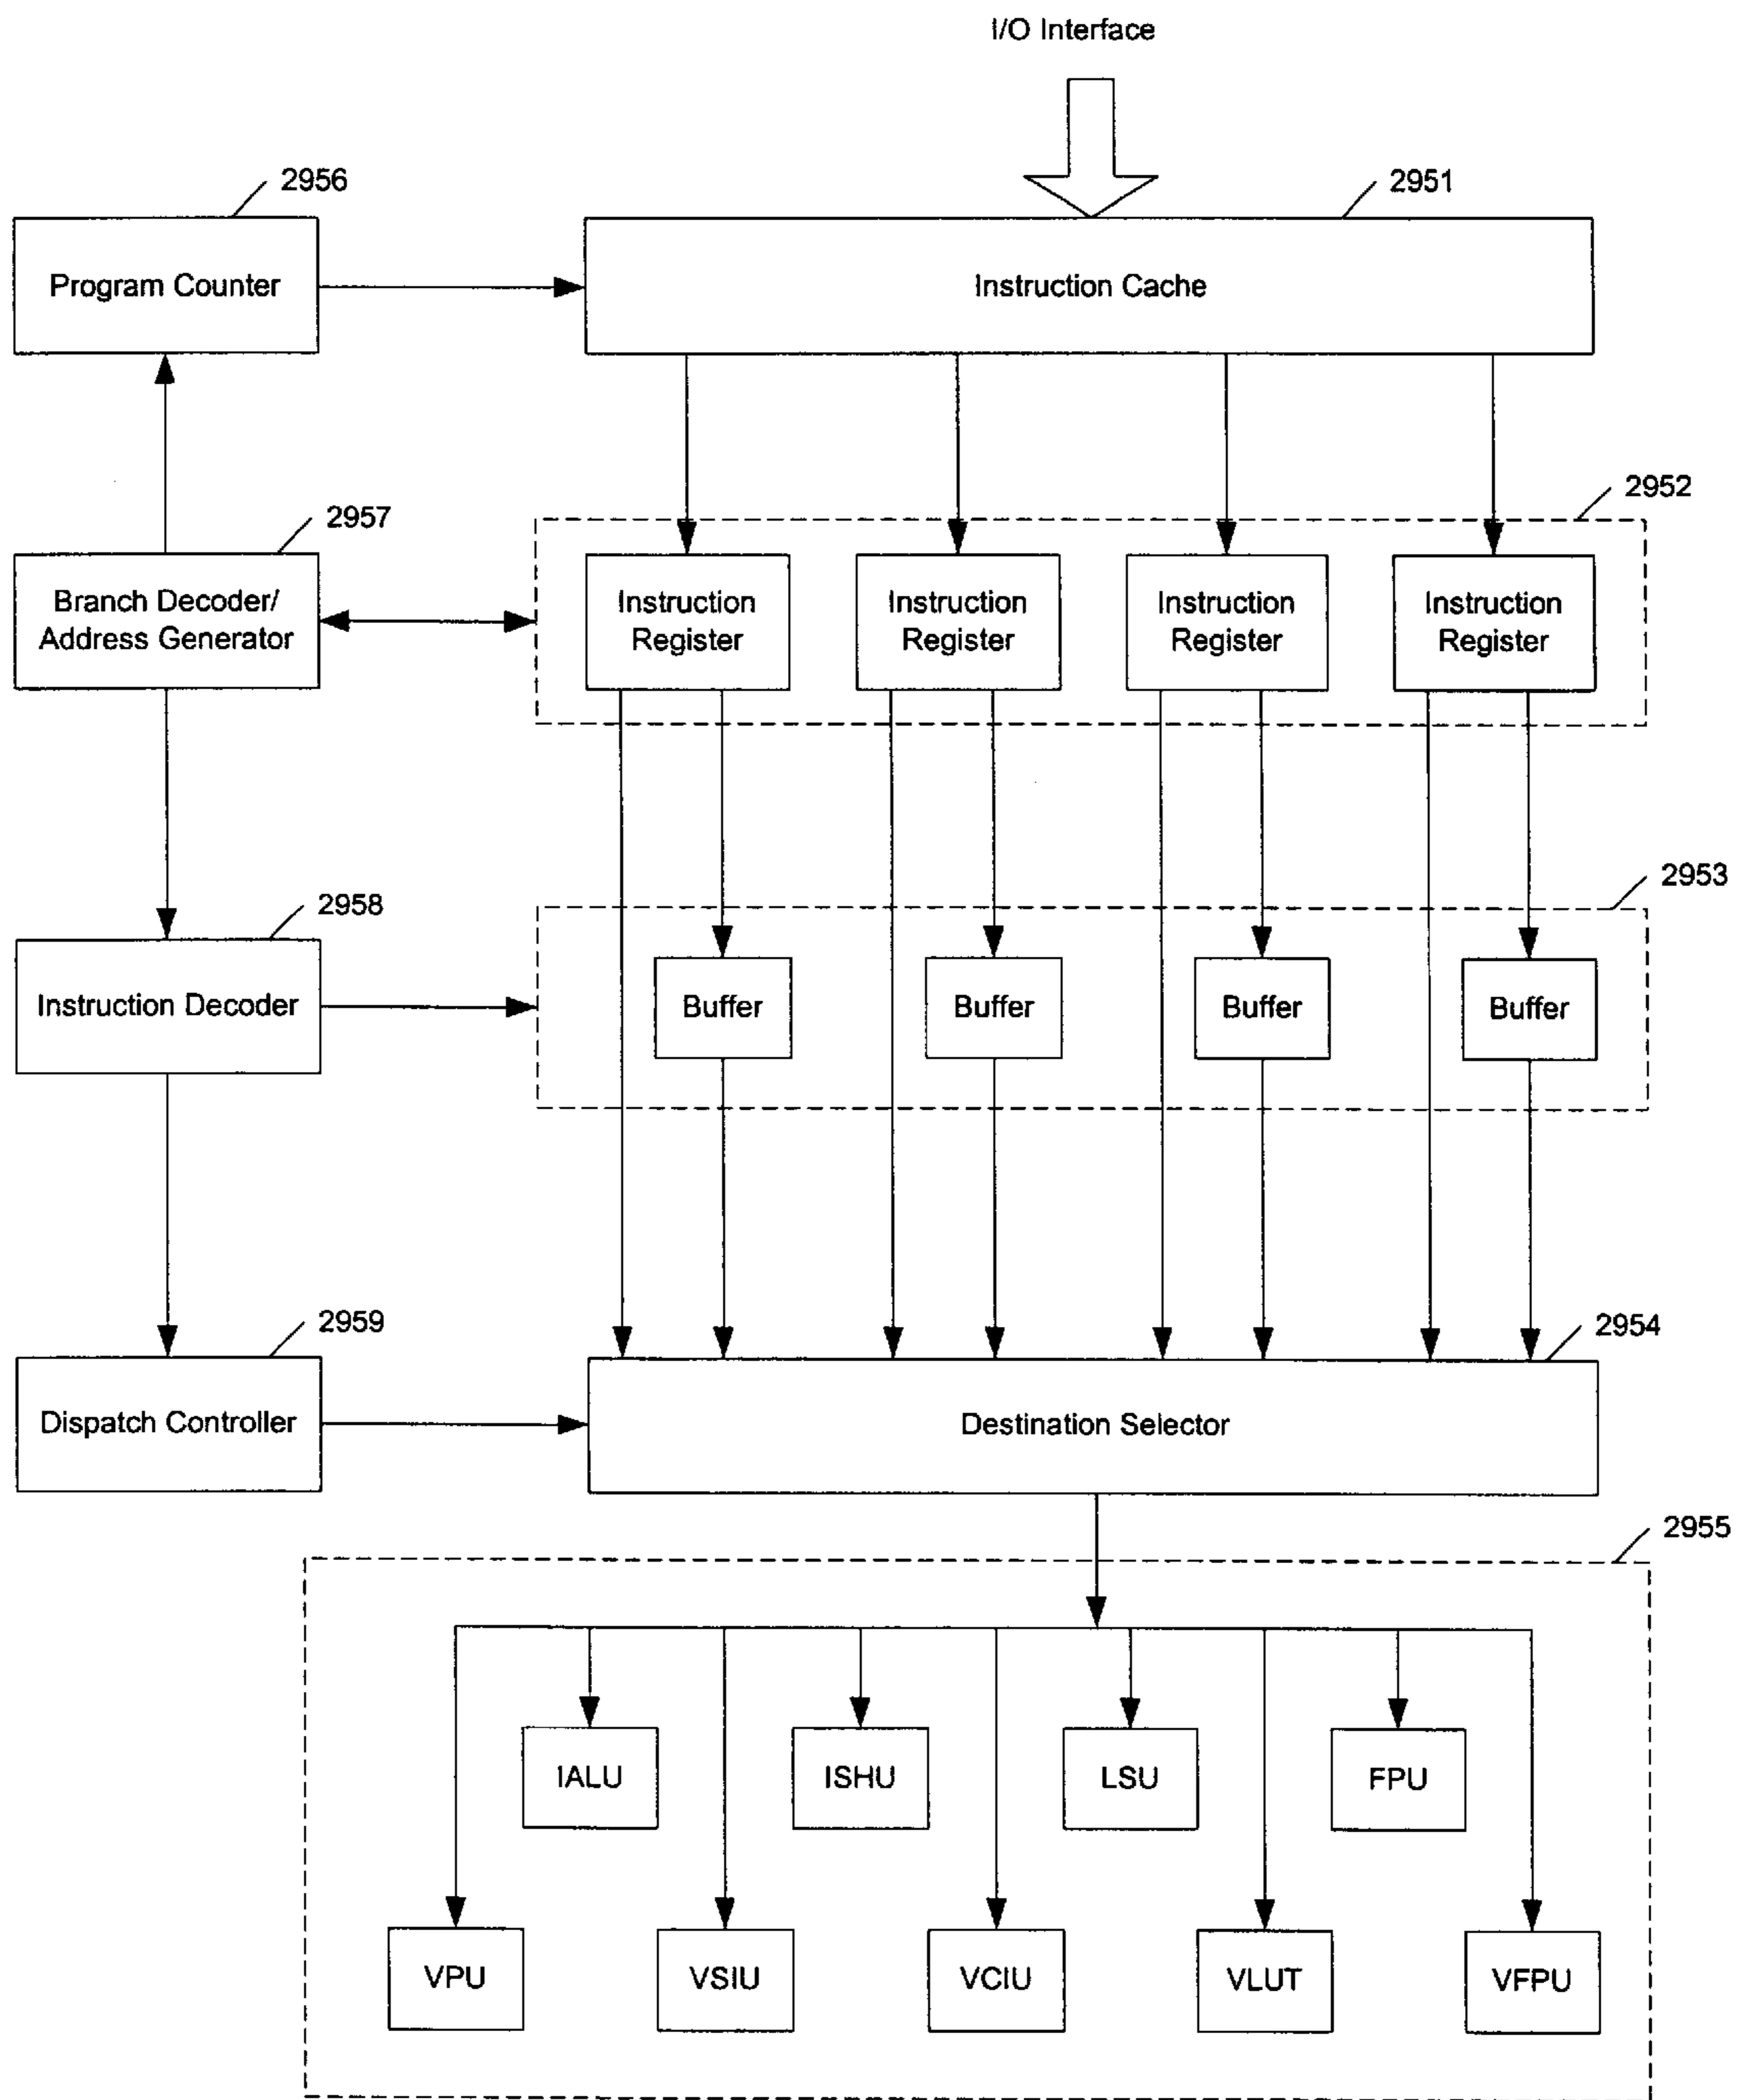 I/O Interface
2956
2951
Program Counter
Instruction Cache
2952
2957
Branch Decoder/
Address Generator
Instruction
Register
Instruction
Register
Instruction
Register
Instruction
Register
2953
2958
Instruction Decoder
Buffer
Buffer
Buffer
Buffer
2959
2954
Dispatch Controller
Destination Selector
2955
IALU
ISHU
LSU
FPU
VPU
VSIU
VCIU
VLUT
VFPU